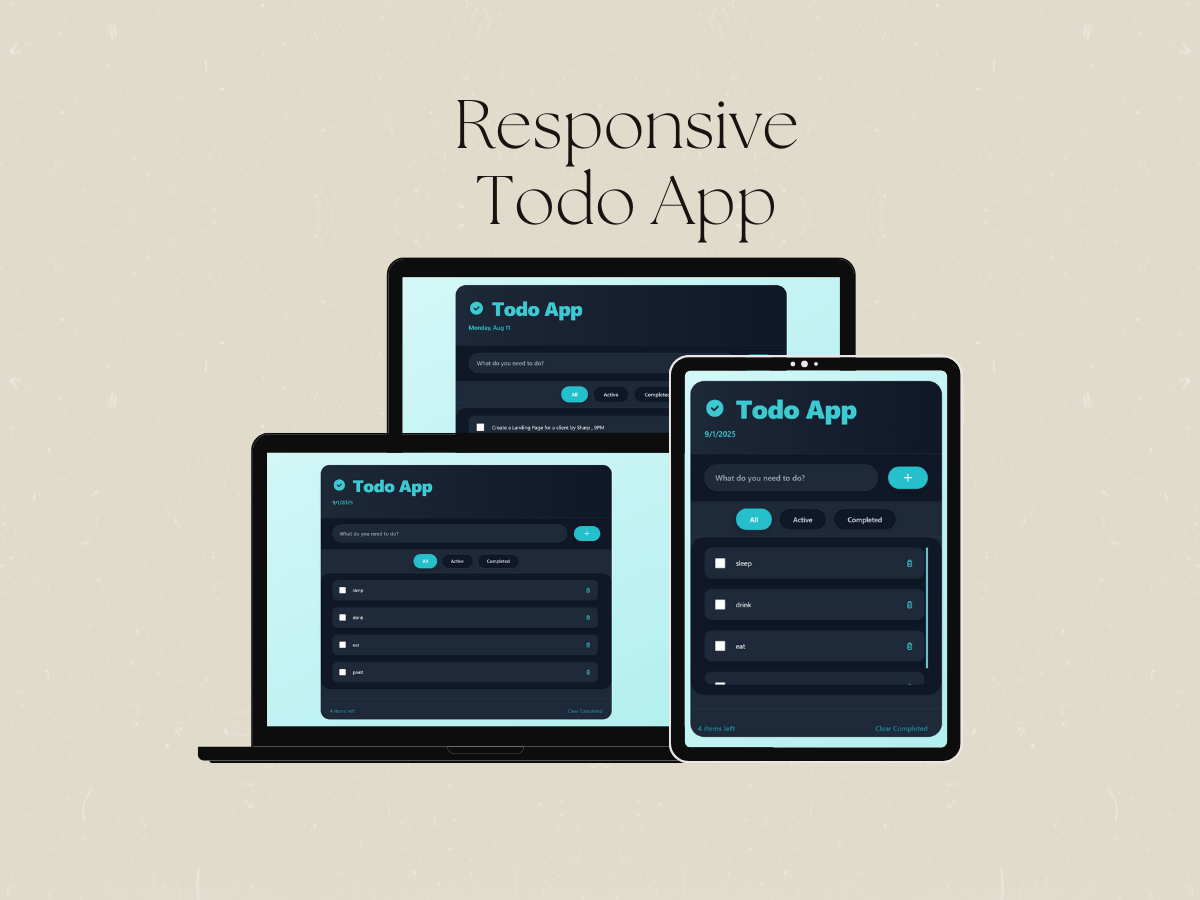 Responsive
Todo App
Todo App
Monday, Aug 11
What do you need to do?
All
Active
Create a Landing Page for a client by Sharp , 9PM
Todo App
9/1/2025
What do you need to do?
+
All
Active
Completed
sleep
drink
eat
paint
4 items left
Clear Completed
Todo App
9/1/2025
What do you need to do?
+
All
Active
Completed
sleep
drink
eat
4 items left
Clear Completed